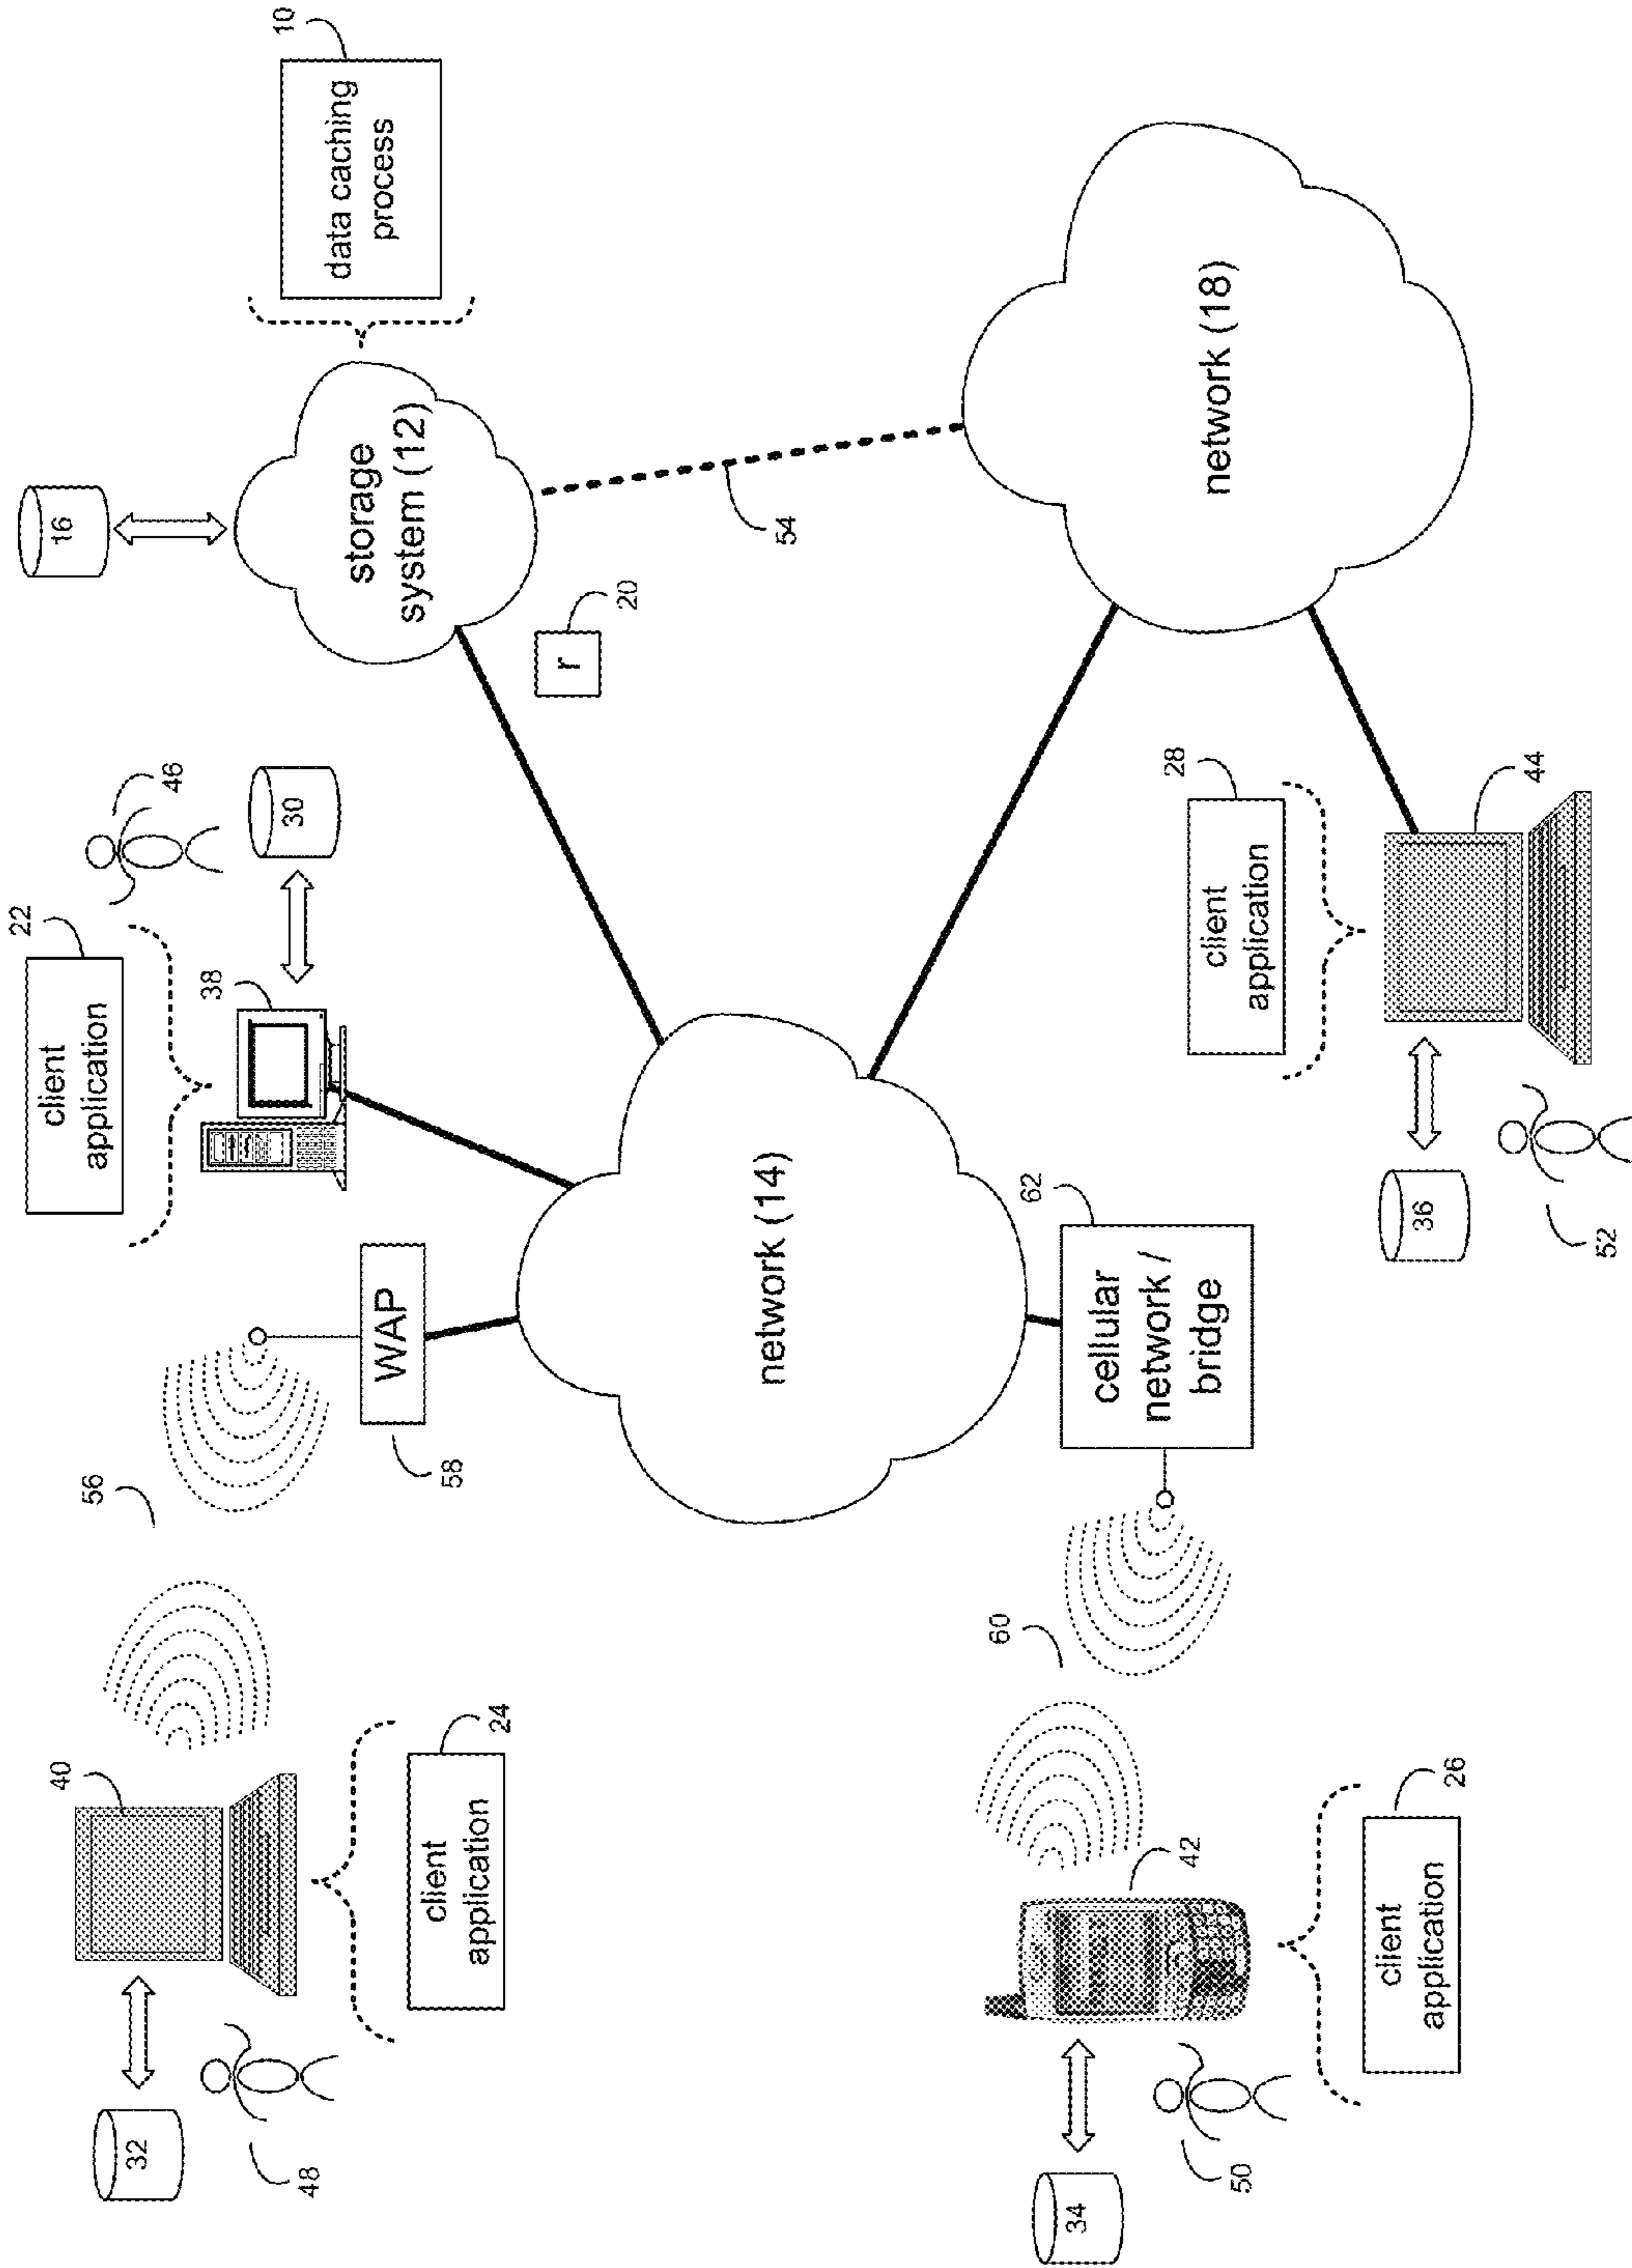 32
48
40
client
application
24
56
WAP
58
client
application
22
38
46
30
16
storage
system (12)
data caching
process
10
r
20
54
network (14)
network (18)
34
50
42
client
application
26
60
cellular
network /
bridge
62
client
application
28
44
36
52